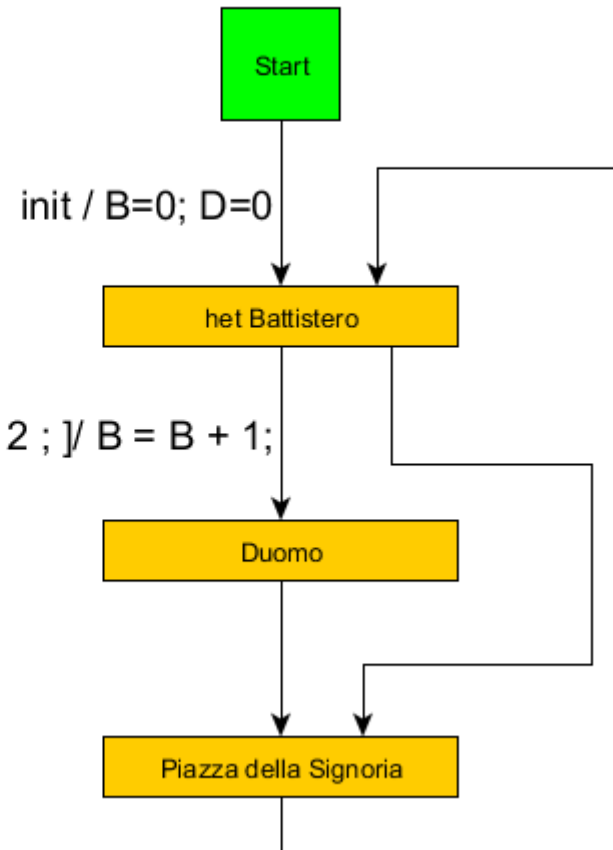 Start
init / B=0; D=0
het Battistero
2 ; ]/ B = B + 1;
Duomo
Piazza della Signoria